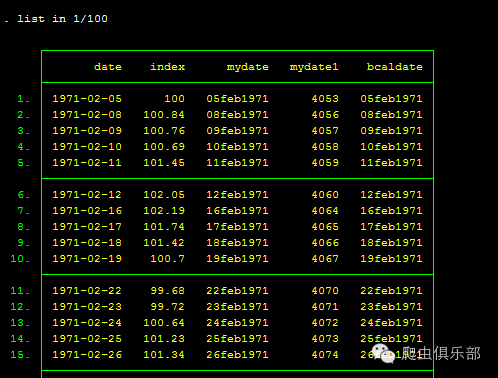 . list in 1/100
date index mydate mydate1 bcaldate
1. 1971-02-05 100 05feb1971 4053 05feb1971
2. 1971-02-08 100.84 08feb1971 4056 08feb1971
3. 1971-02-09 100.76 09feb1971 4057 09feb1971
4. 1971-02-10 100.69 10feb1971 4058 10feb1971
5. 1971-02-11 101.45 11feb1971 4059 11feb1971
6. 1971-02-12 102.05 12feb1971 4060 12feb1971
7. 1971-02-16 102.19 16feb1971 4064 16feb1971
8. 1971-02-17 101.74 17feb1971 4065 17feb1971
9. 1971-02-18 101.42 18feb1971 4066 18feb1971
10. 1971-02-19 100.7 19feb1971 4067 19feb1971
11. 1971-02-22 99.68 22feb1971 4070 22feb1971
12. 1971-02-23 99.72 23feb1971 4071 23feb1971
13. 1971-02-24 100.64 24feb1971 4072 24feb1971
14. 1971-02-25 101.23 25feb1971 4073 25feb1971
15. 1971-02-26 101.34 26feb1971 4074 26feb1971
爬虫俱乐部